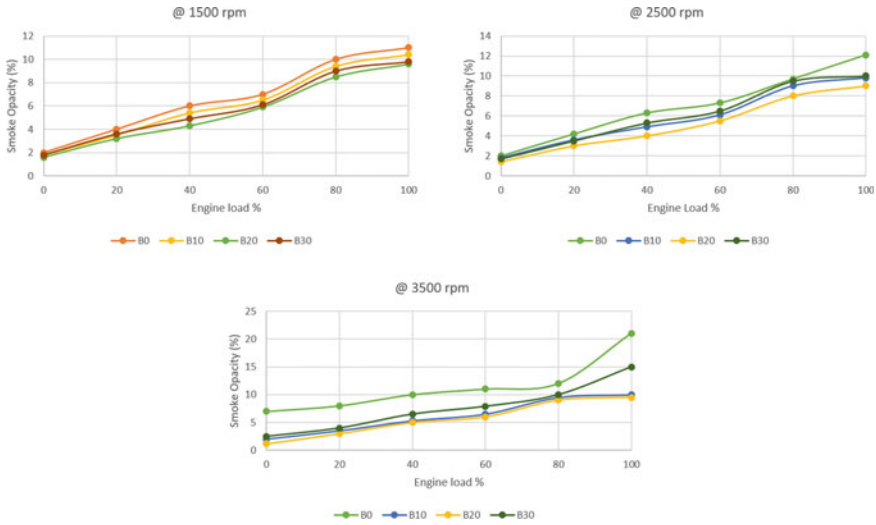 @ 1500 rpm
Smoke Opacity (%)
12
10
8
6
4
2
0
0 20 40 60 80 100
Engine load %
B0 B10 B20 B30
@ 2500 rpm
Smoke Opacity (%)
14
12
10
8
6
4
2
0
0 20 40 60 80 100
Engine Load %
B0 B10 B20 B30
@ 3500 rpm
Smoke Opacity (%)
25
20
15
10
5
0
0 20 40 60 80 100
Engine load %
B0 B10 B20 B30